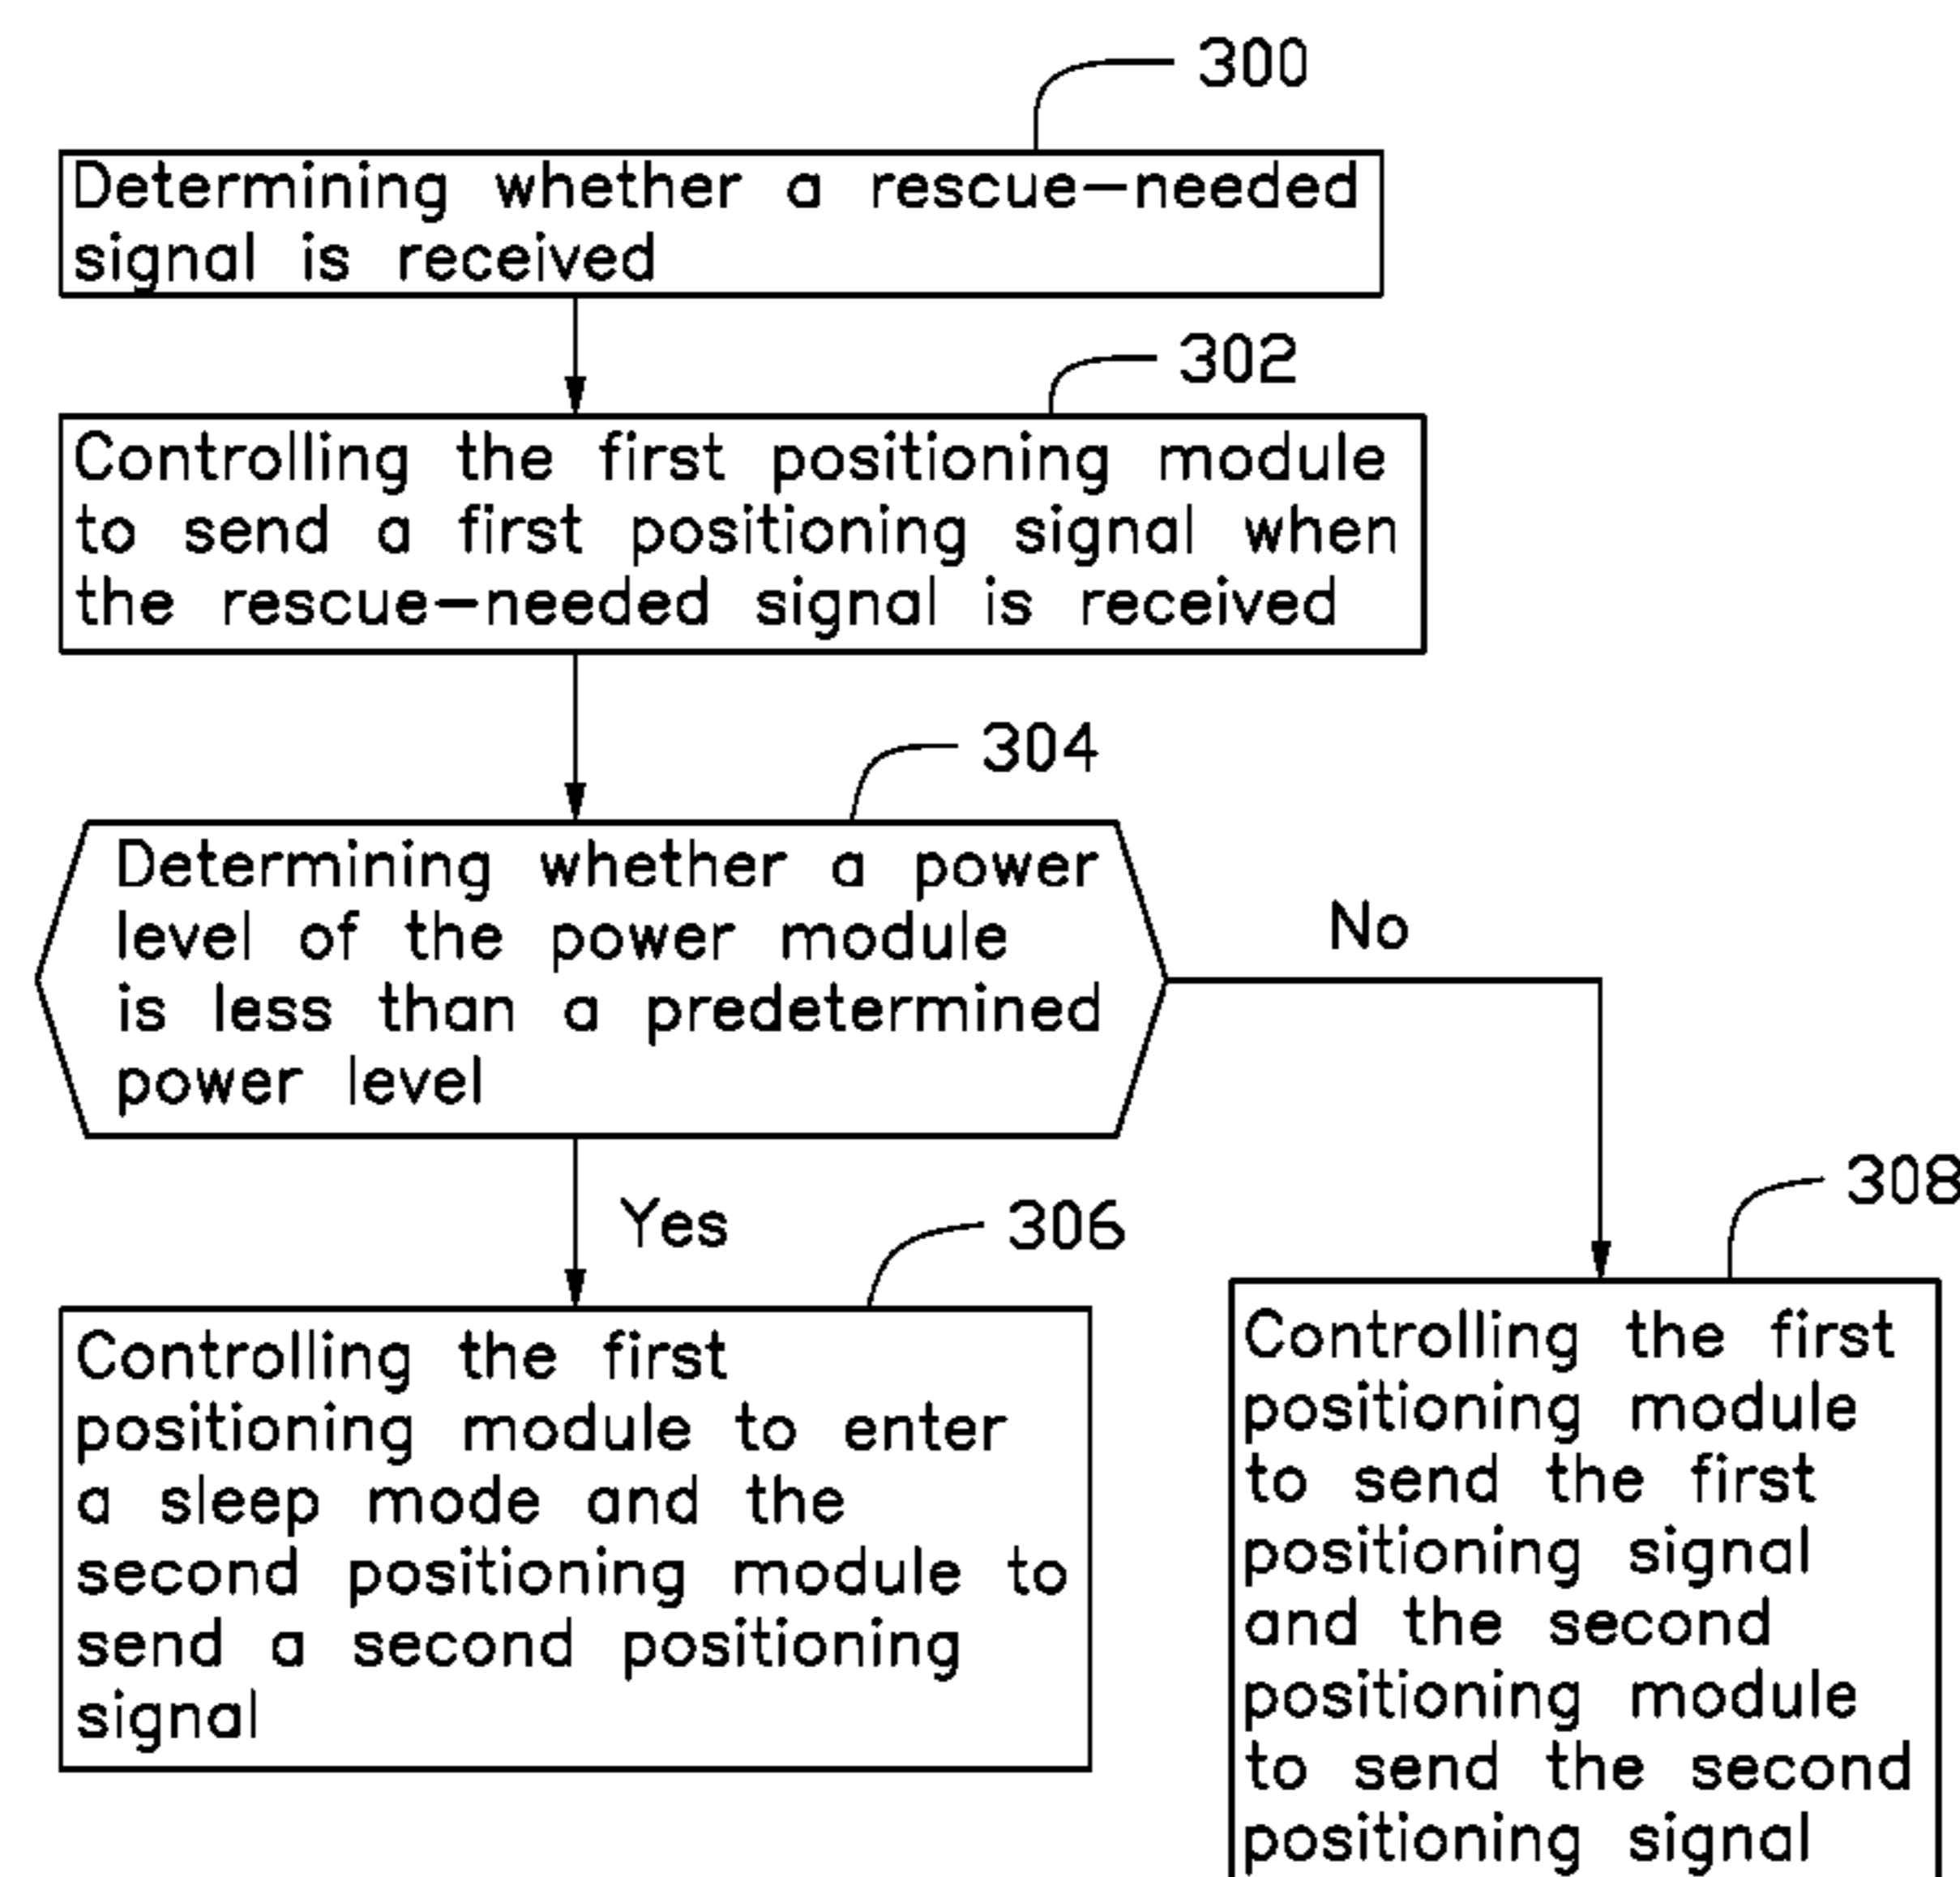 300
Determining whether a rescue-needed
signal is received
302
Controlling the first positioning module
to send a first positioning signal when
the rescue-needed signal is received
304
Determining whether a power
level of the power module
is less than a predetermined
power level
No
Yes
306
Controlling the first
positioning module to enter
a sleep mode and the
second positioning module to
send a second positioning
signal
308
Controlling the first
positioning module
to send the first
positioning signal
and the second
positioning module
to send the second
positioning signal